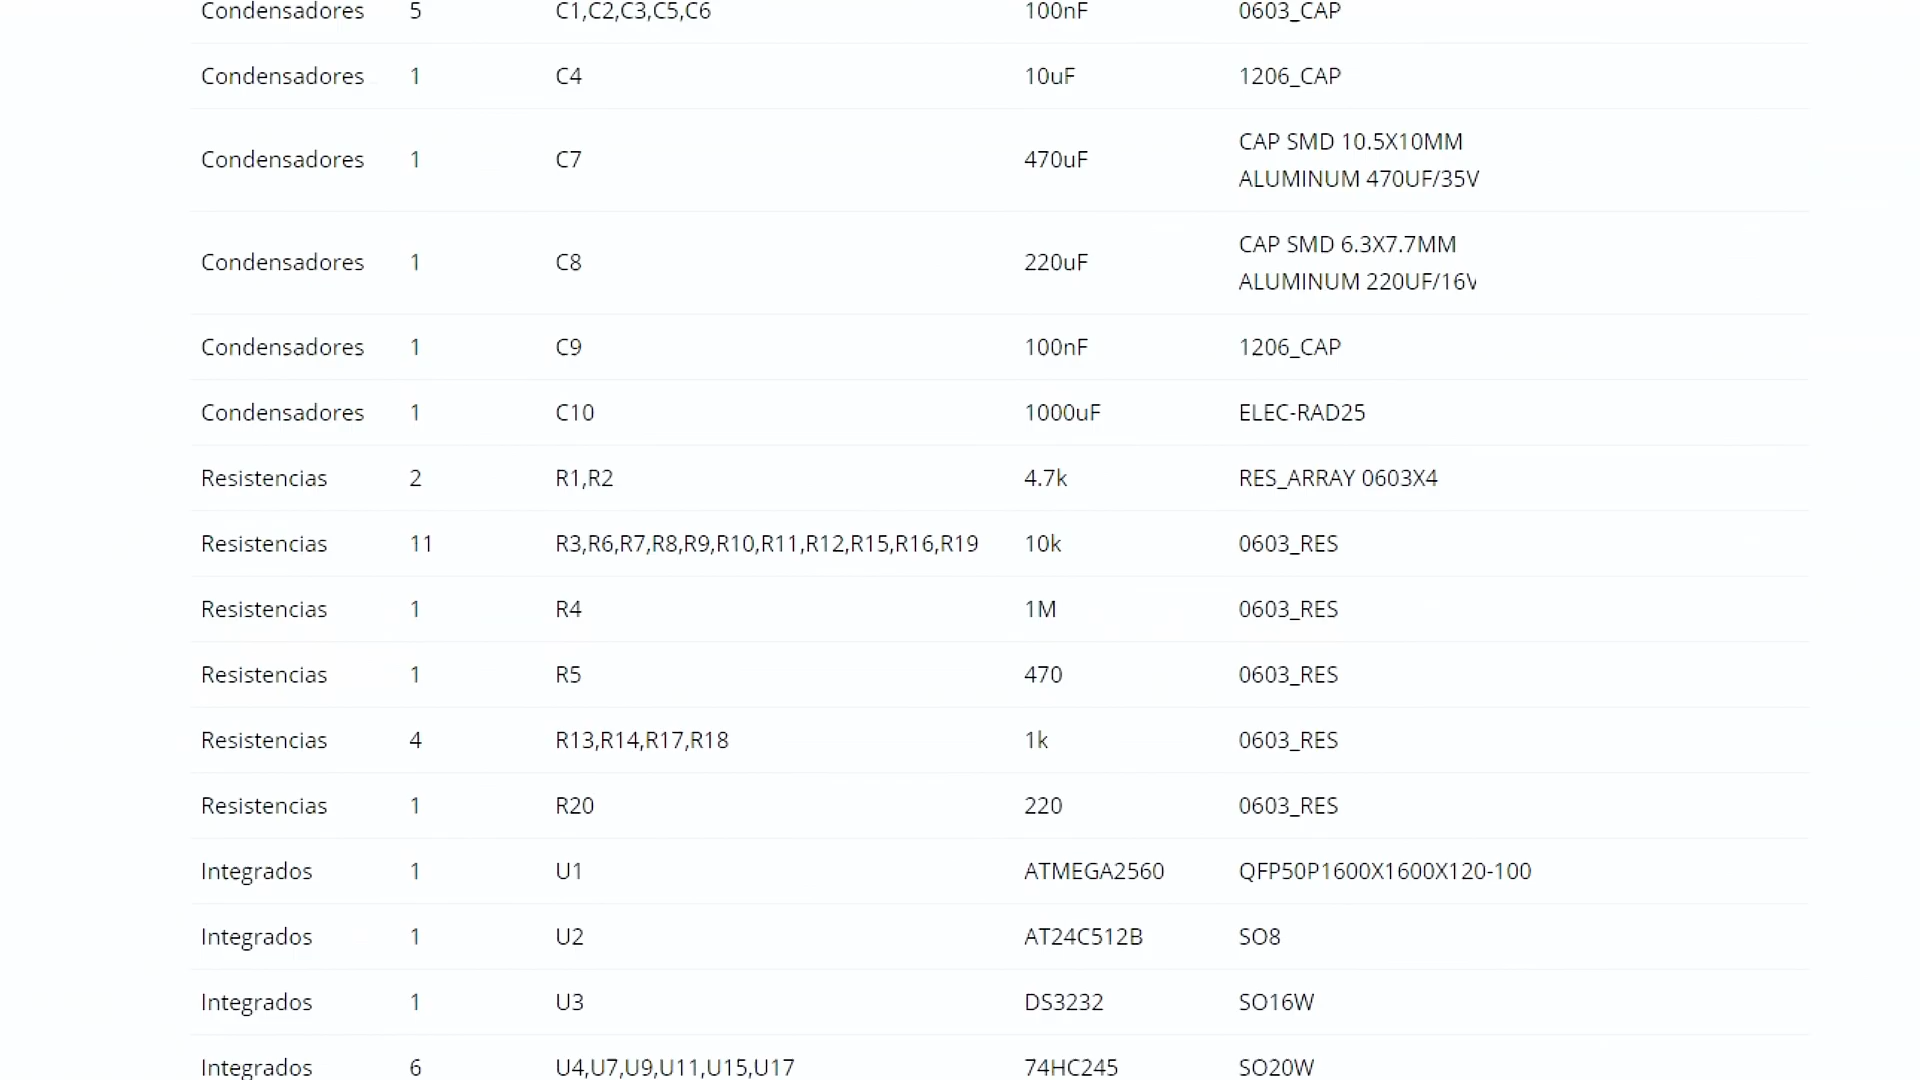 Condensadores 5 C1,C2,C3,C5,C6 100nF 0603_CAP
Condensadores 1 C4 10uF 1206_CAP
Condensadores 1 C7 470uF CAP SMD 10.5X10MM
ALUMINUM 470UF/35V
Condensadores 1 C8 220uF CAP SMD 6.3X7.7MM
ALUMINUM 220UF/16V
Condensadores 1 C9 100nF 1206_CAP
Condensadores 1 C10 1000uF ELEC-RAD25
Resistencias 2 R1,R2 4.7k RES_ARRAY 0603X4
Resistencias 11 R3,R6,R7,R8,R9,R10,R11,R12,R15,R16,R19 10k 0603_RES
Resistencias 1 R4 1M 0603_RES
Resistencias 1 R5 470 0603_RES
Resistencias 4 R13,R14,R17,R18 1k 0603_RES
Resistencias 1 R20 220 0603_RES
Integrados 1 U1 ATMEGA2560 QFP50P1600X1600X120-100
Integrados 1 U2 AT24C512B SO8
Integrados 1 U3 DS3232 SO16W
Integrados 6 U4,U7,U9,U11,U15,U17 74HC245 SO20W